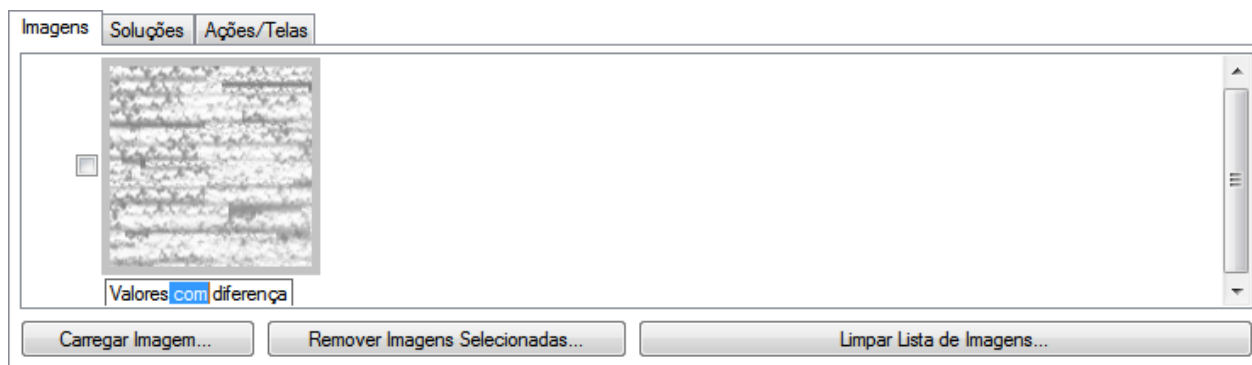 Imagens Soluções Ações/Telas
Valores com diferença
Carregar Imagem... Remover Imagens Selecionadas... Limpar Lista de Imagens...